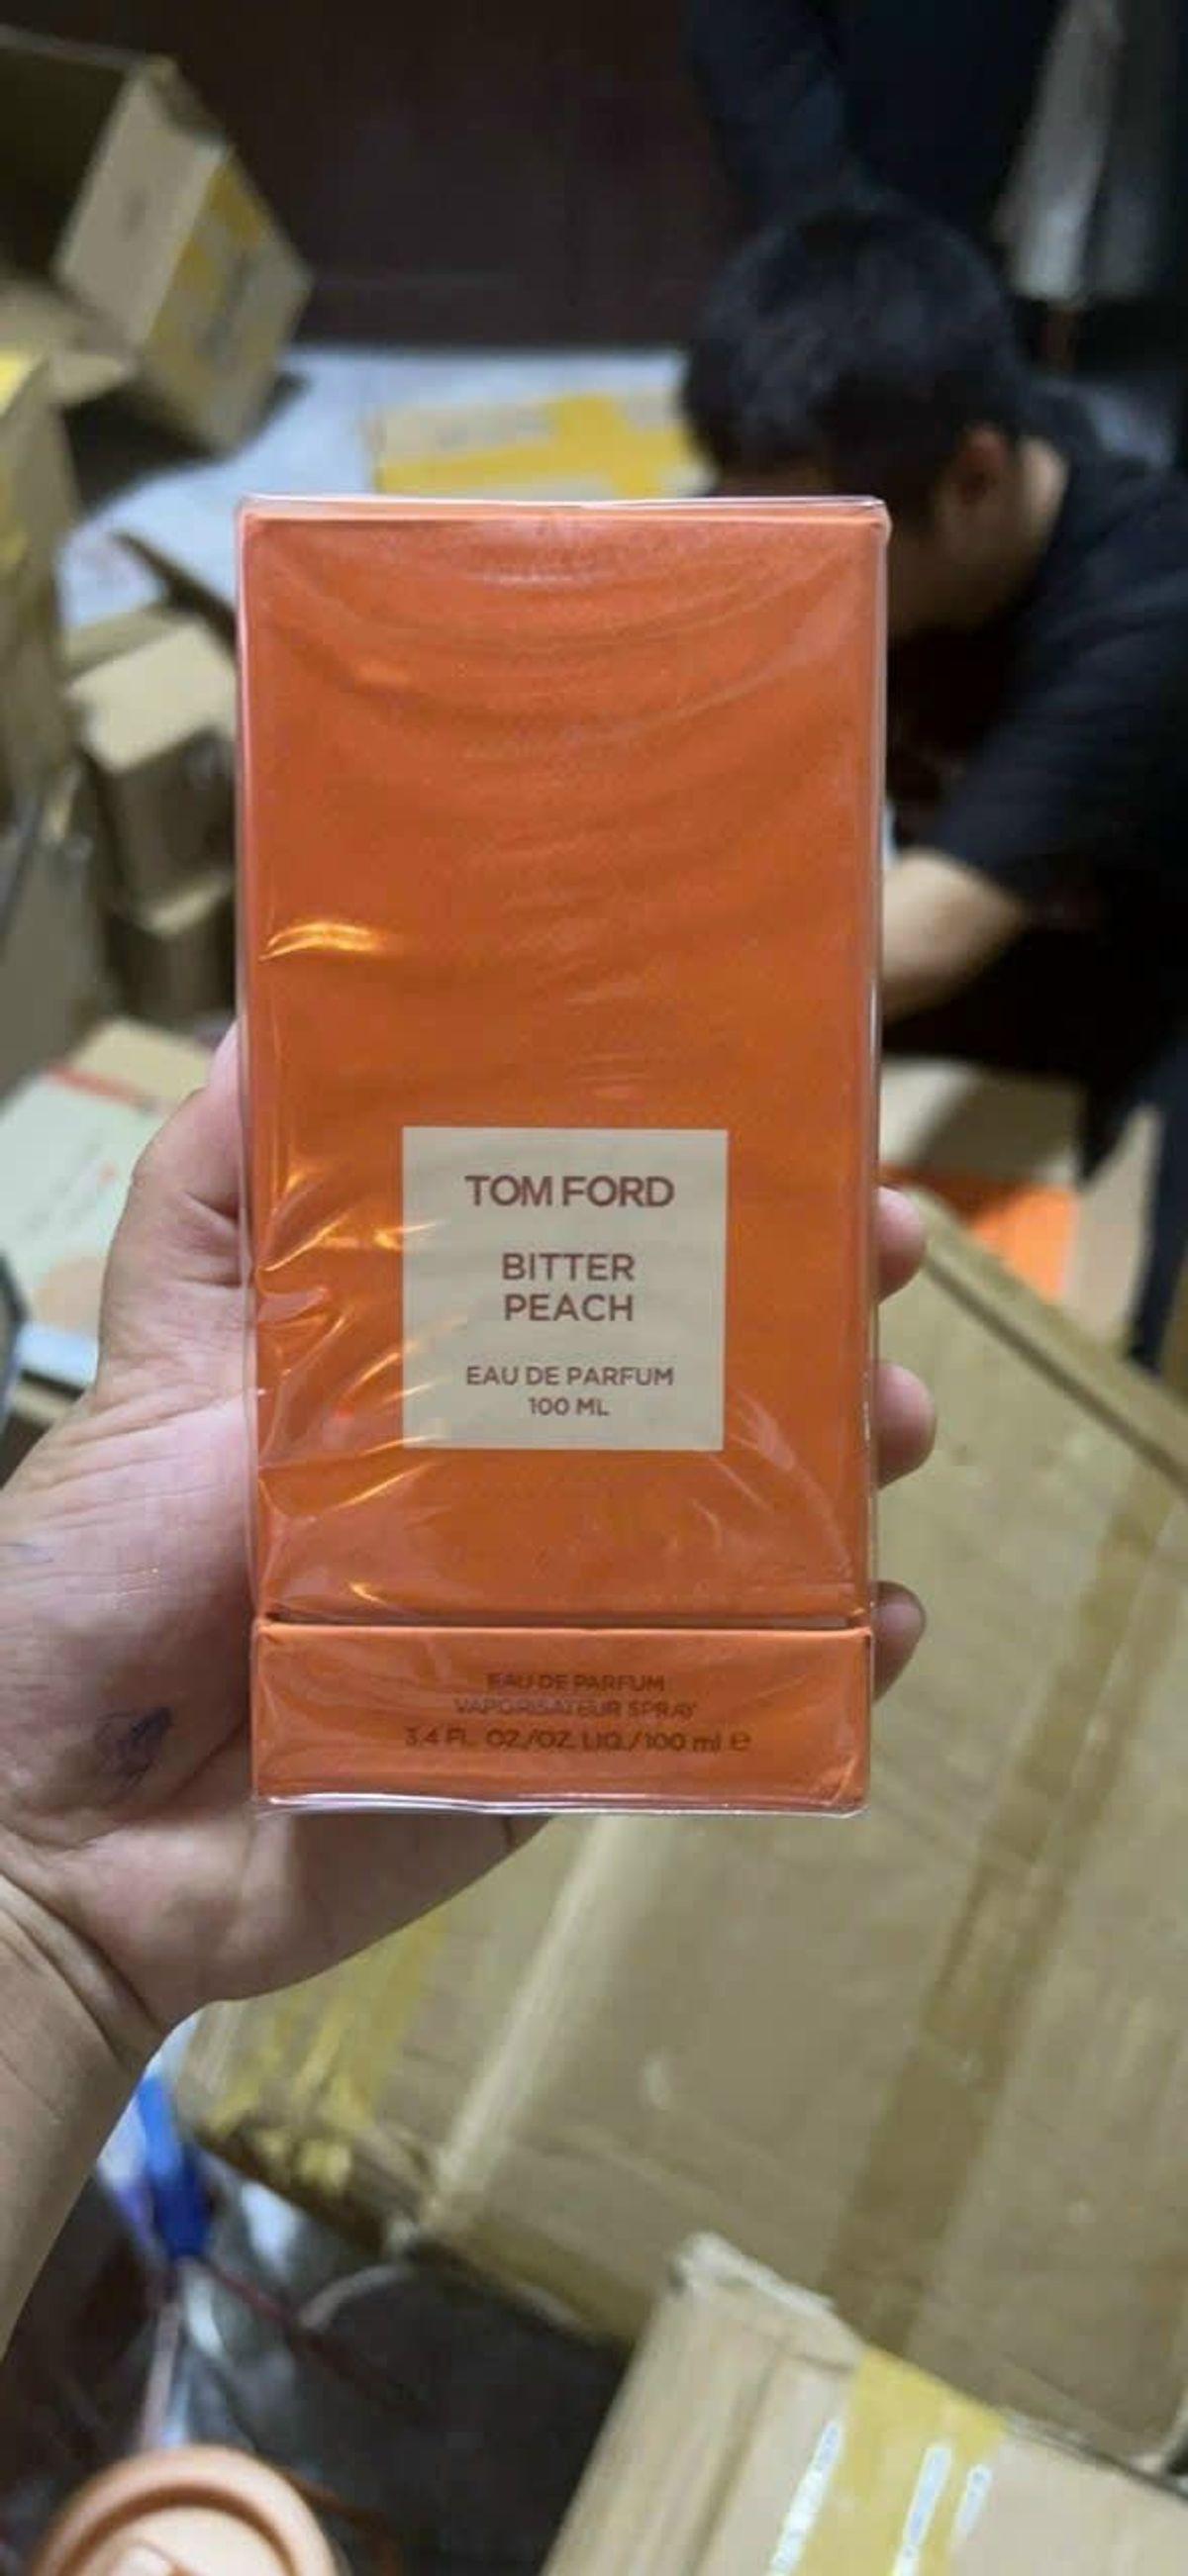 TOM FORD
BITTER
PEACH
EAU DE PARFUM
100 ML
EAU DE PARFUM
VAPORISATEUR SPRAY
3.4 FL. OZ./OZ. LIQ./100 ml e